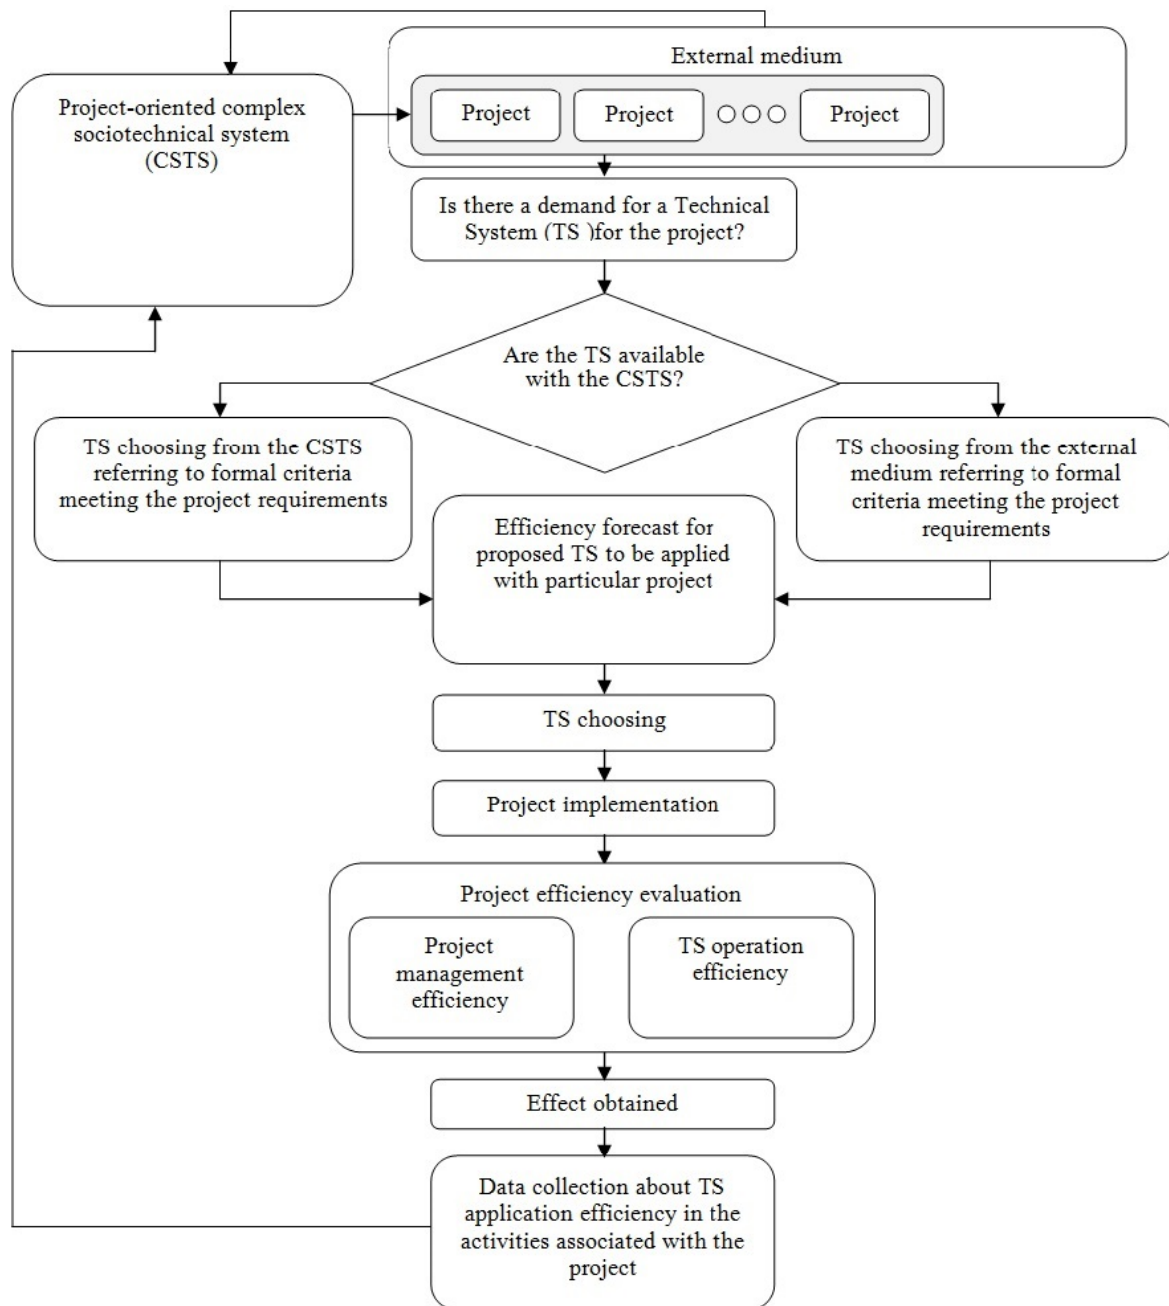 External medium
Project-oriented complex
sociotechnical system
(CSTS)
Project
Project
Project
Is there a demand for a Technical
System (TS )for the project?
Are the TS available
with the CSTS?
TS choosing from the CSTS
referring to formal criteria
meeting the project requirements
TS choosing from the external
medium referring to formal
criteria meeting the project
requirements
Efficiency forecast for
proposed TS to be applied
with particular project
TS choosing
Project implementation
Project efficiency evaluation
Project
management
efficiency
TS operation
efficiency
Effect obtained
Data collection about TS
application efficiency in the
activities associated with the
project